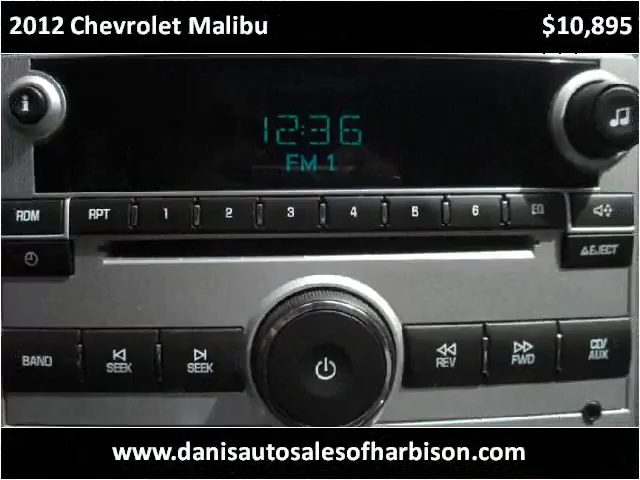 2012 Chevrolet Malibu $10,895
i
12:36
FM 1
RDM RPT 1 2 3 4 5 6 EQ
EJECT
BAND SEEK SEEK REV FWD CD/AUX
www.danisautosalesofharbison.com